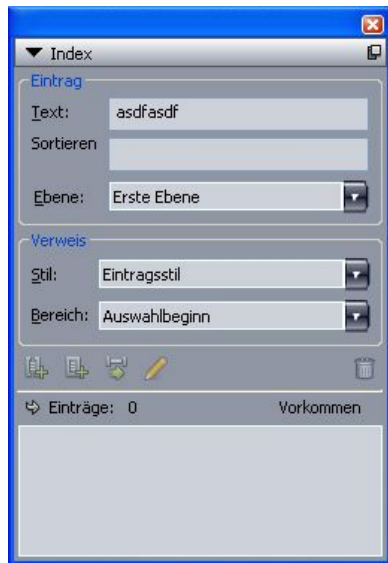 Index
Eintrag
Text: asdfasdf
Sortieren
Ebene: Erste Ebene
Verweis
Stil: Eintragsstil
Bereich: Auswahlbeginn
Einträge: 0 Vorkommen